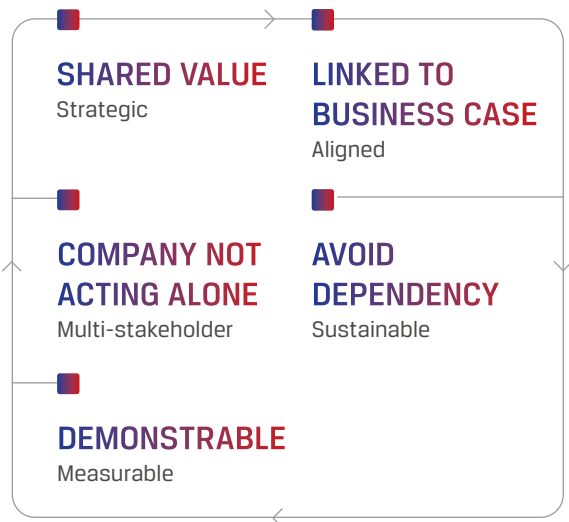 SHARED VALUE
Strategic
LINKED TO
BUSINESS CASE
Aligned
COMPANY NOT
ACTING ALONE
Multi-stakeholder
AVOID
DEPENDENCY
Sustainable
DEMONSTRABLE
Measurable